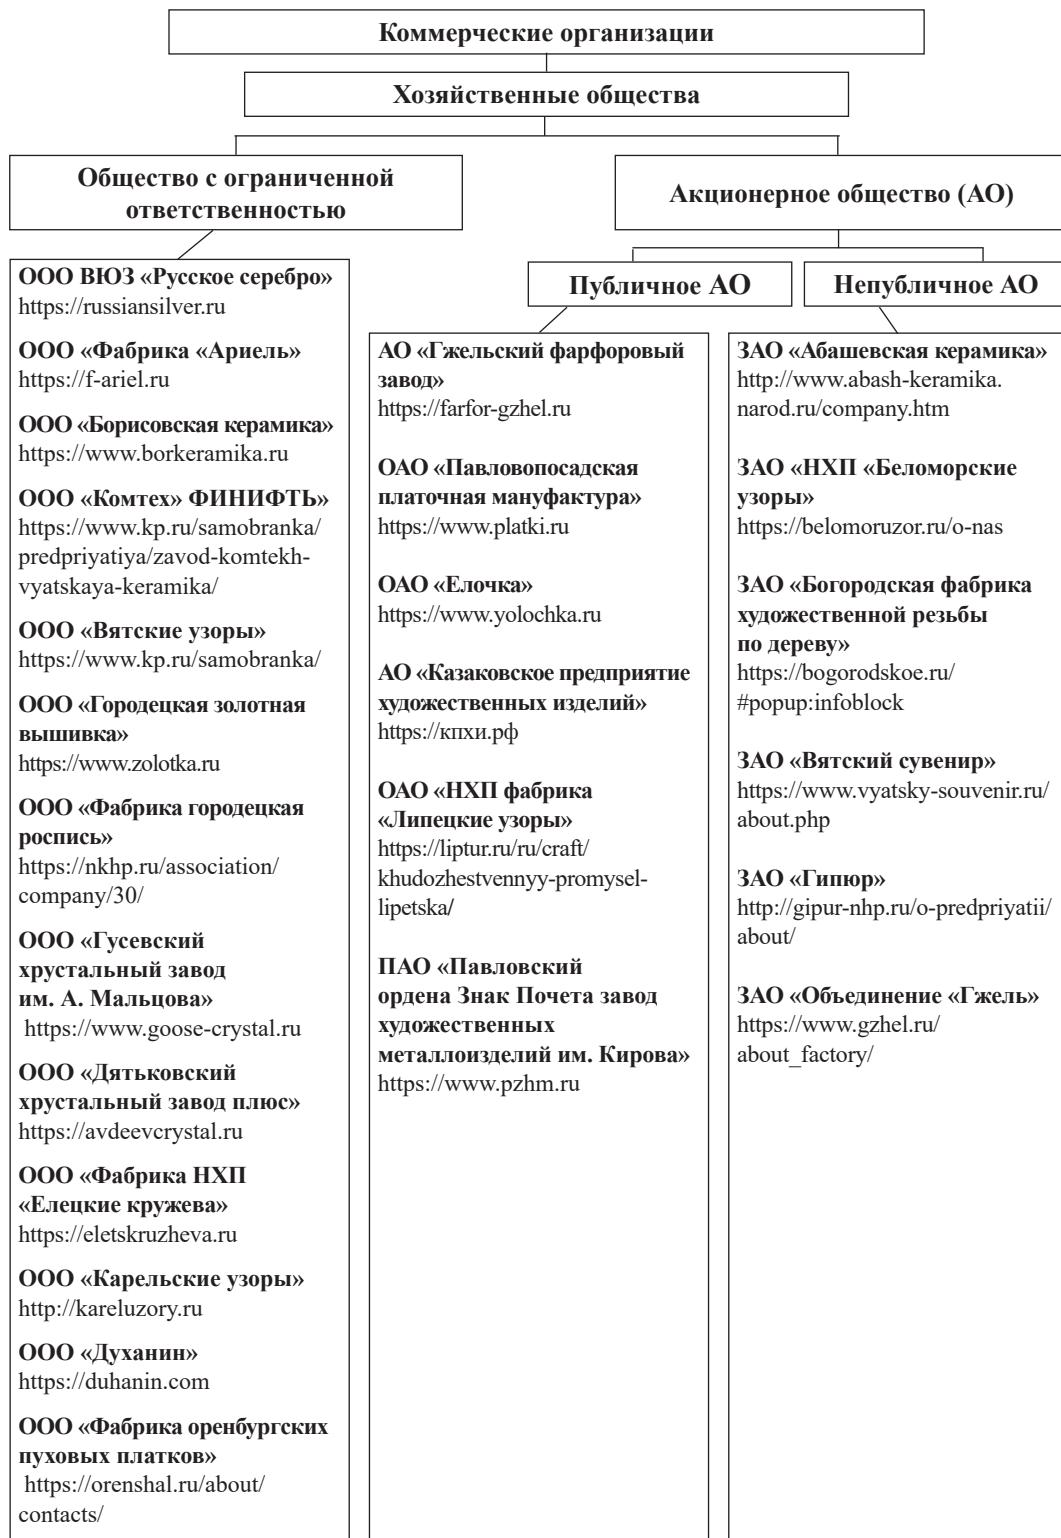 Коммерческие организации
Хозяйственные общества
Общество с ограниченной
ответственностью
Акционерное общество (АО)
Публичное АО
Непубличное АО
ООО ВЮЗ «Русское серебро»
https://russiansilver.ru
ООО «Фабрика «Ариель»
https://f-ariel.ru
ООО «Борисовская керамика»
https://www.borkeramika.ru
ООО «Комтех» ФИНИФТЬ»
https://www.kp.ru/samobranka/
predpriyatiya/zavod-komtekh-
vyatskaya-keramika/
ООО «Вятские узоры»
https://www.kp.ru/samobranka/
ООО «Городецкая золотная
вышивка»
https://www.zolotka.ru
ООО «Фабрика городецкая
роспись»
https://nkhp.ru/association/
company/30/
ООО «Гусевский
хрустальный завод
им. А. Мальцова»
https://www.goose-crystal.ru
ООО «Дятьковский
хрустальный завод плюс»
https://avdeevcrystal.ru
ООО «Фабрика НХП
«Елецкие кружева»
https://eletskruzheva.ru
ООО «Карельские узоры»
http://kareluzory.ru
ООО «Духанин»
https://duhanin.com
ООО «Фабрика оренбургских
пуховых платков»
https://orenshal.ru/about/
contacts/
АО «Гжельский фарфоровый
завод»
https://farfor-gzhel.ru
ОАО «Павловопосадская
платочная мануфактура»
https://www.platki.ru
ОАО «Елочка»
https://www.yolochka.ru
АО «Казаковское предприятие
художественных изделий»
https://кпхи.рф
ОАО «НХП фабрика
«Липецкие узоры»
https://liptur.ru/ru/craft/
khudozhestvennyy-promysel-
lipetska/
ПАО «Павловский
ордена Знак Почета завод
художественных
металлоизделий им. Кирова»
https://www.pzhm.ru
ЗАО «Абашевская керамика»
http://www.abash-keramika.
narod.ru/company.htm
ЗАО «НХП «Беломорские
узоры»
https://belomoruzor.ru/o-nas
ЗАО «Богородская фабрика
художественной резьбы
по дереву»
https://bogorodskoe.ru/
#popup:infoblock
ЗАО «Вятский сувенир»
https://www.vyatsky-souvenir.ru/
about.php
ЗАО «Гипюр»
http://gipur-nhp.ru/o-predpriyatii/
about/
ЗАО «Объединение «Гжель»
https://www.gzhel.ru/
about_factory/